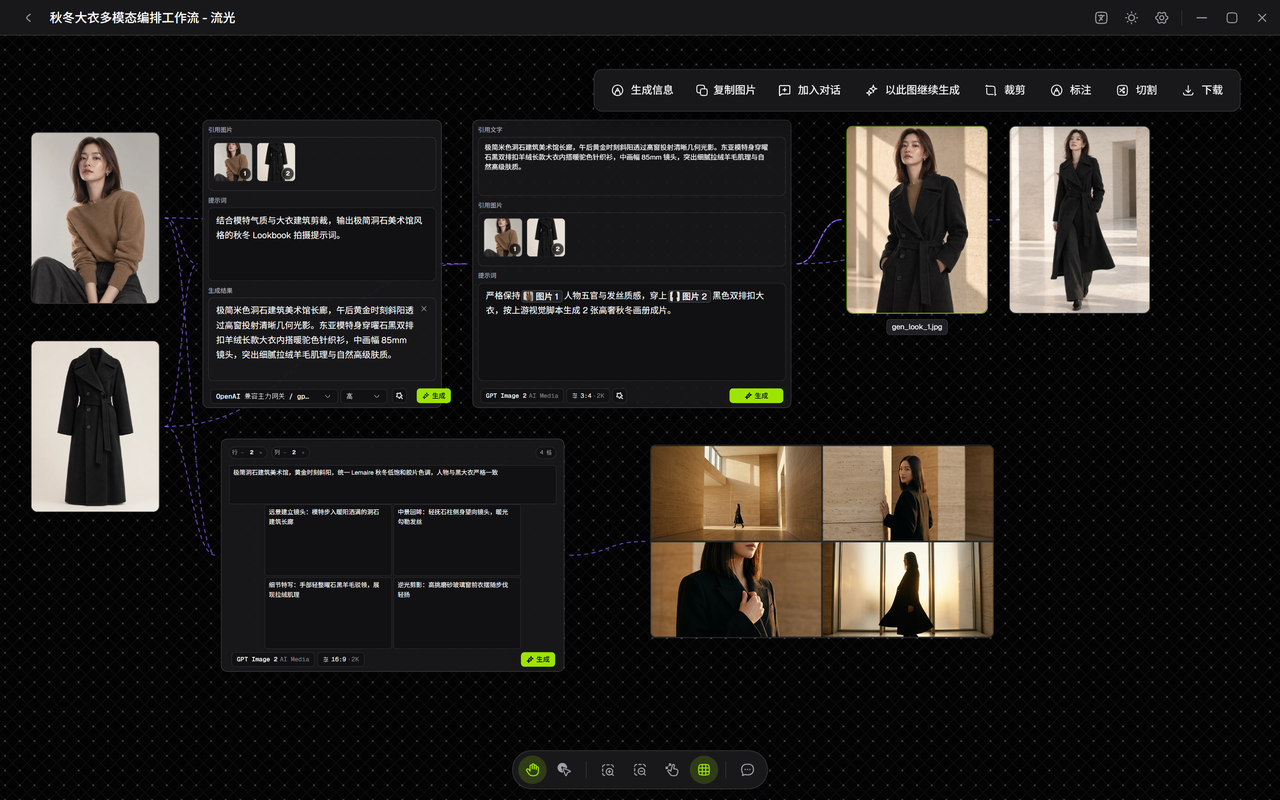 秋冬大衣多模态编排工作流 - 流光
生成信息
复制图片
加入对话
以此图继续生成
裁剪
标注
切割
下载
引用图片
1
2
提示词
结合模特气质与大衣建筑剪裁，输出极简洞石美术馆风
格的秋冬 Lookbook 拍摄提示词。
生成结果
极简米色洞石建筑美术馆长廊，午后黄金时刻斜阳透
过高窗投射清晰几何光影。东亚模特身穿曜石黑双排
扣羊绒长款大衣内搭暖驼色针织衫，中画幅 85mm
镜头，突出细腻拉绒羊毛肌理与自然高级肤质。
OpenAI 兼容主力网关 / gp…
高
生成
引用文字
极简米色洞石建筑美术馆长廊，午后黄金时刻斜阳透过高窗投射清晰几何光影。东亚模特身穿曜
石黑双排扣羊绒长款大衣内搭暖驼色针织衫，中画幅 85mm 镜头，突出细腻拉绒羊毛肌理与自
然高级肤质。
引用图片
1
2
提示词
严格保持 图片 1 人物五官与发丝质感，穿上 图片 2 黑色双排扣大
衣，按上游视觉脚本生成 2 张高奢秋冬画册成片。
GPT Image 2 AI Media
3:4 · 2K
生成
gen_look_1.jpg
行 - 2 +
列 - 2 +
4 格
极简洞石建筑美术馆，黄金时刻斜阳，统一 Lemaire 秋冬低饱和胶片色调，人物与黑大衣严格一致
远景建立镜头：模特步入暖阳洒满的洞石
建筑长廊
中景回眸：轻抚石柱侧身望向镜头，暖光
勾勒发丝
细节特写：手部轻整曜石黑羊毛驳领，展
现拉绒肌理
逆光剪影：高挑磨砂玻璃窗前衣摆随步伐
轻扬
GPT Image 2 AI Media
16:9 · 2K
生成